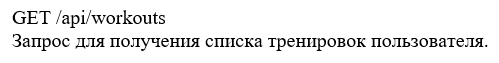 GET /api/workouts
Запрос для получения списка тренировок пользователя.